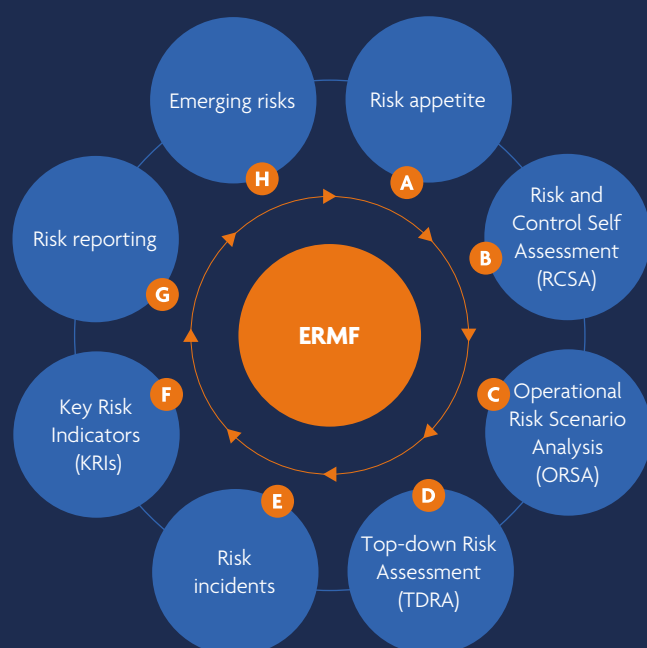 Emerging risks
H
Risk appetite
A
Risk and
Control Self
Assessment
(RCSA)
B
Operational
Risk Scenario
Analysis
(ORSA)
C
Top-down Risk
Assessment
(TDRA)
D
Risk
incidents
E
Key Risk
Indicators
(KRIs)
F
Risk reporting
G
ERMF